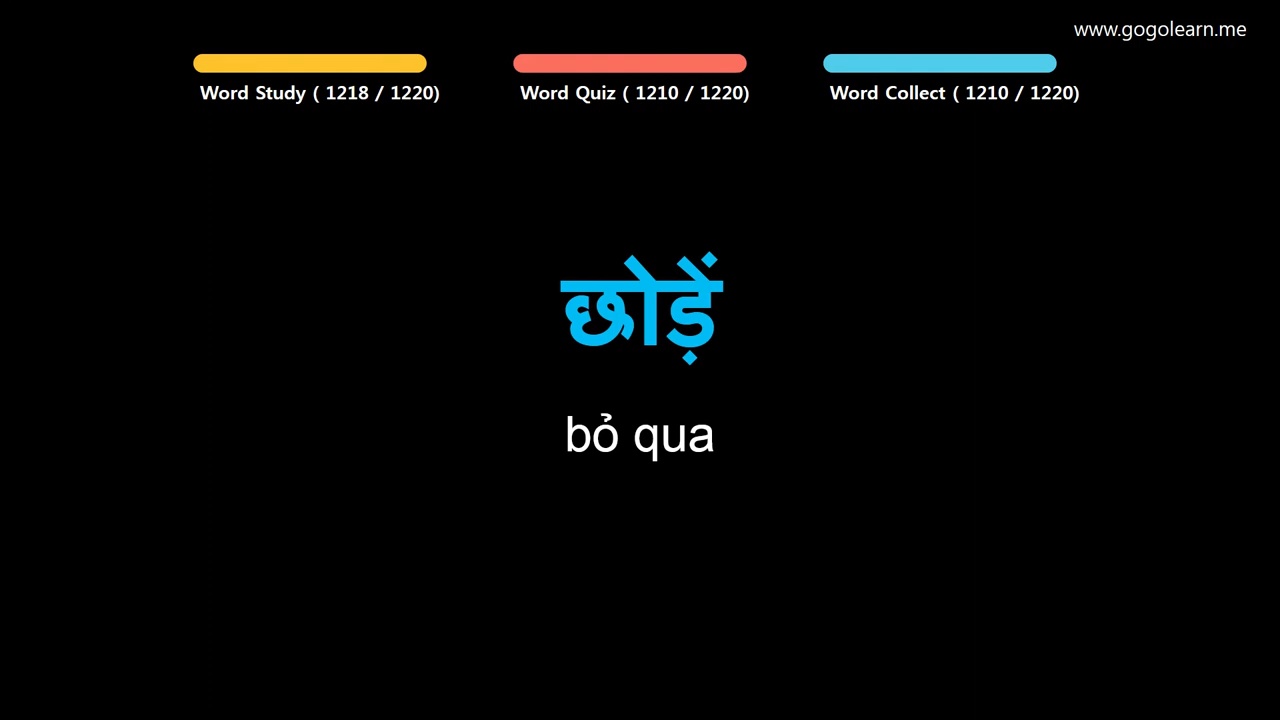 www.gogolearn.me
Word Study ( 1218 / 1220)
Word Quiz ( 1210 / 1220)
Word Collect ( 1210 / 1220)
छोड़ें
bỏ qua